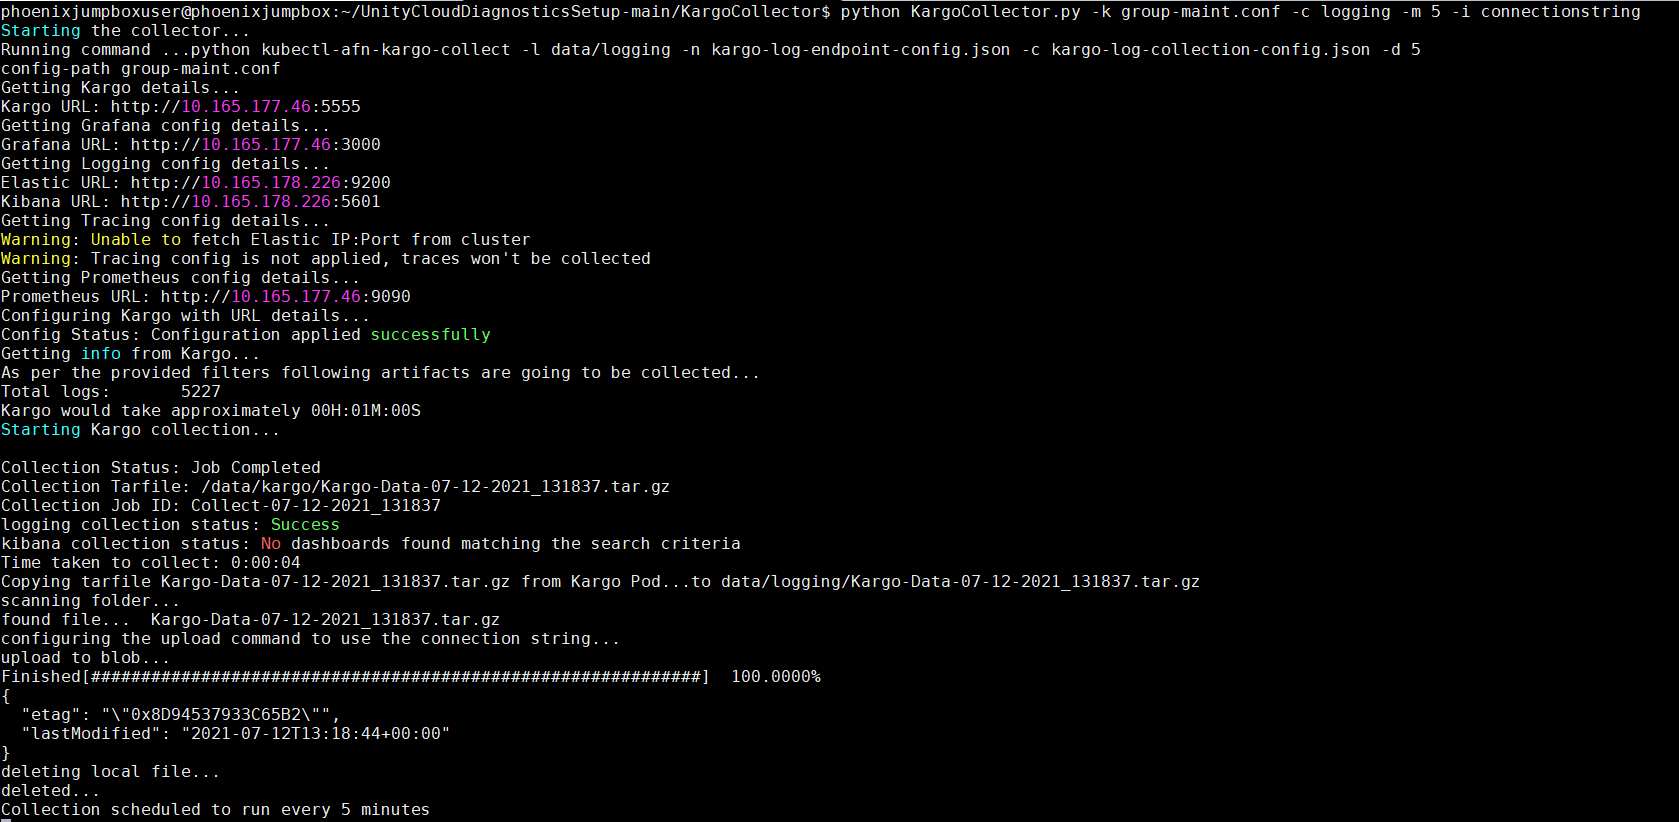 phoenixjumpboxuser@phoenixjumpbox:~/UnityCloudDiagnosticsSetup-main/KargoCollector$ python KargoCollector.py -k group-maint.conf -c logging -m 5 -i connectionstring
Starting the collector...
Running command ...python kubectl-afn-kargo-collect -l data/logging -n kargo-log-endpoint-config.json -c kargo-log-collection-config.json -d 5
config-path group-maint.conf
Getting Kargo details...
Kargo URL: http://10.165.177.46:5555
Getting Grafana config details...
Grafana URL: http://10.165.177.46:3000
Getting Logging config details...
Elastic URL: http://10.165.178.226:9200
Kibana URL: http://10.165.178.226:5601
Getting Tracing config details...
Warning: Unable to fetch Elastic IP:Port from cluster
Warning: Tracing config is not applied, traces won't be collected
Getting Prometheus config details...
Prometheus URL: http://10.165.177.46:9090
Configuring Kargo with URL details...
Config Status: Configuration applied successfully
Getting info from Kargo...
As per the provided filters following artifacts are going to be collected...
Total logs:       5227
Kargo would take approximately 00H:01M:00S
Starting Kargo collection...

Collection Status: Job Completed
Collection Tarfile: /data/kargo/Kargo-Data-07-12-2021_131837.tar.gz
Collection Job ID: Collect-07-12-2021_131837
logging collection status: Success
kibana collection status: No dashboards found matching the search criteria
Time taken to collect: 0:00:04
Copying tarfile Kargo-Data-07-12-2021_131837.tar.gz from Kargo Pod...to data/logging/Kargo-Data-07-12-2021_131837.tar.gz
scanning folder...
found file...  Kargo-Data-07-12-2021_131837.tar.gz
configuring the upload command to use the connection string...
upload to blob...
Finished[#############################################################]  100.0000%
{
  "etag": "\"0x8D94537933C65B2\"",
  "lastModified": "2021-07-12T13:18:44+00:00"
}
deleting local file...
deleted...
Collection scheduled to run every 5 minutes